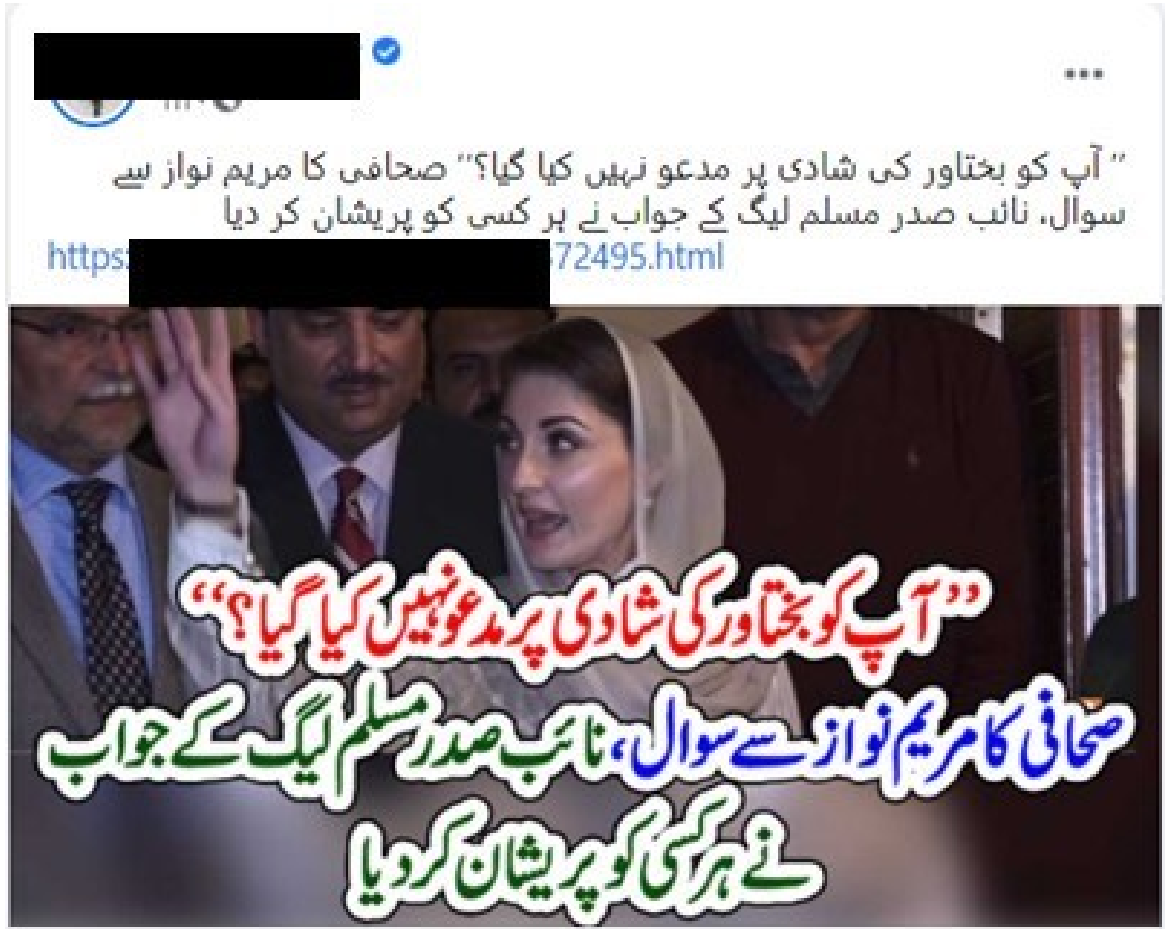 ” آپ کو بختاور کی شادی پر مدعو نہیں کیا گیا؟“ صحافی کا مریم نواز سے
سوال، نائب صدر مسلم لیگ کے جواب نے ہر کسی کو پریشان کر دیا
https:
72495.html
”آپ کو بختاور کی شادی پر مدعو نہیں کیا گیا؟“
صحافی کا مریم نواز سے سوال، نائب صدر مسلم لیگ کے جواب
نے ہر کسی کو پریشان کر دیا